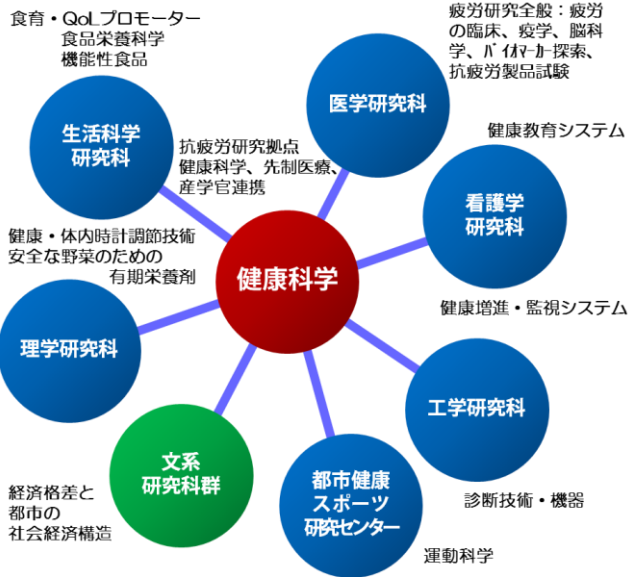 食育・QoLプロモーター
食品栄養科学
機能性食品
疲労研究全般：疲労
の臨床、疫学、脳科
学、ﾊﾞｲｵﾏｰｶｰ探索、
抗疲労製品試験
生活科学
研究科
医学研究科
抗疲労研究拠点
健康科学、先制医療、
産学官連携
健康教育システム
看護学
研究科
健康・体内時計調節技術
安全な野菜のための
有期栄養剤
健康科学
健康増進・監視システム
理学研究科
工学研究科
文系
研究科群
都市健康
スポーツ
研究センター
経済格差と
都市の
社会経済構造
診断技術・機器
運動科学